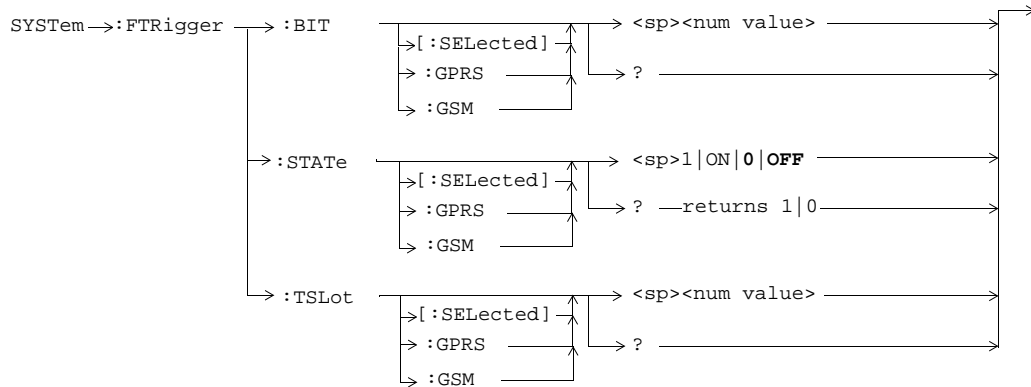 SYSTem :FTRigger :BIT <sp><num value>
[:SELected]
:GPRS ?
:GSM
:STATe <sp>1|ON|0|OFF
[:SELected]
:GPRS ? returns 1|0
:GSM
:TSLot <sp><num value>
[:SELected]
:GPRS ?
:GSM